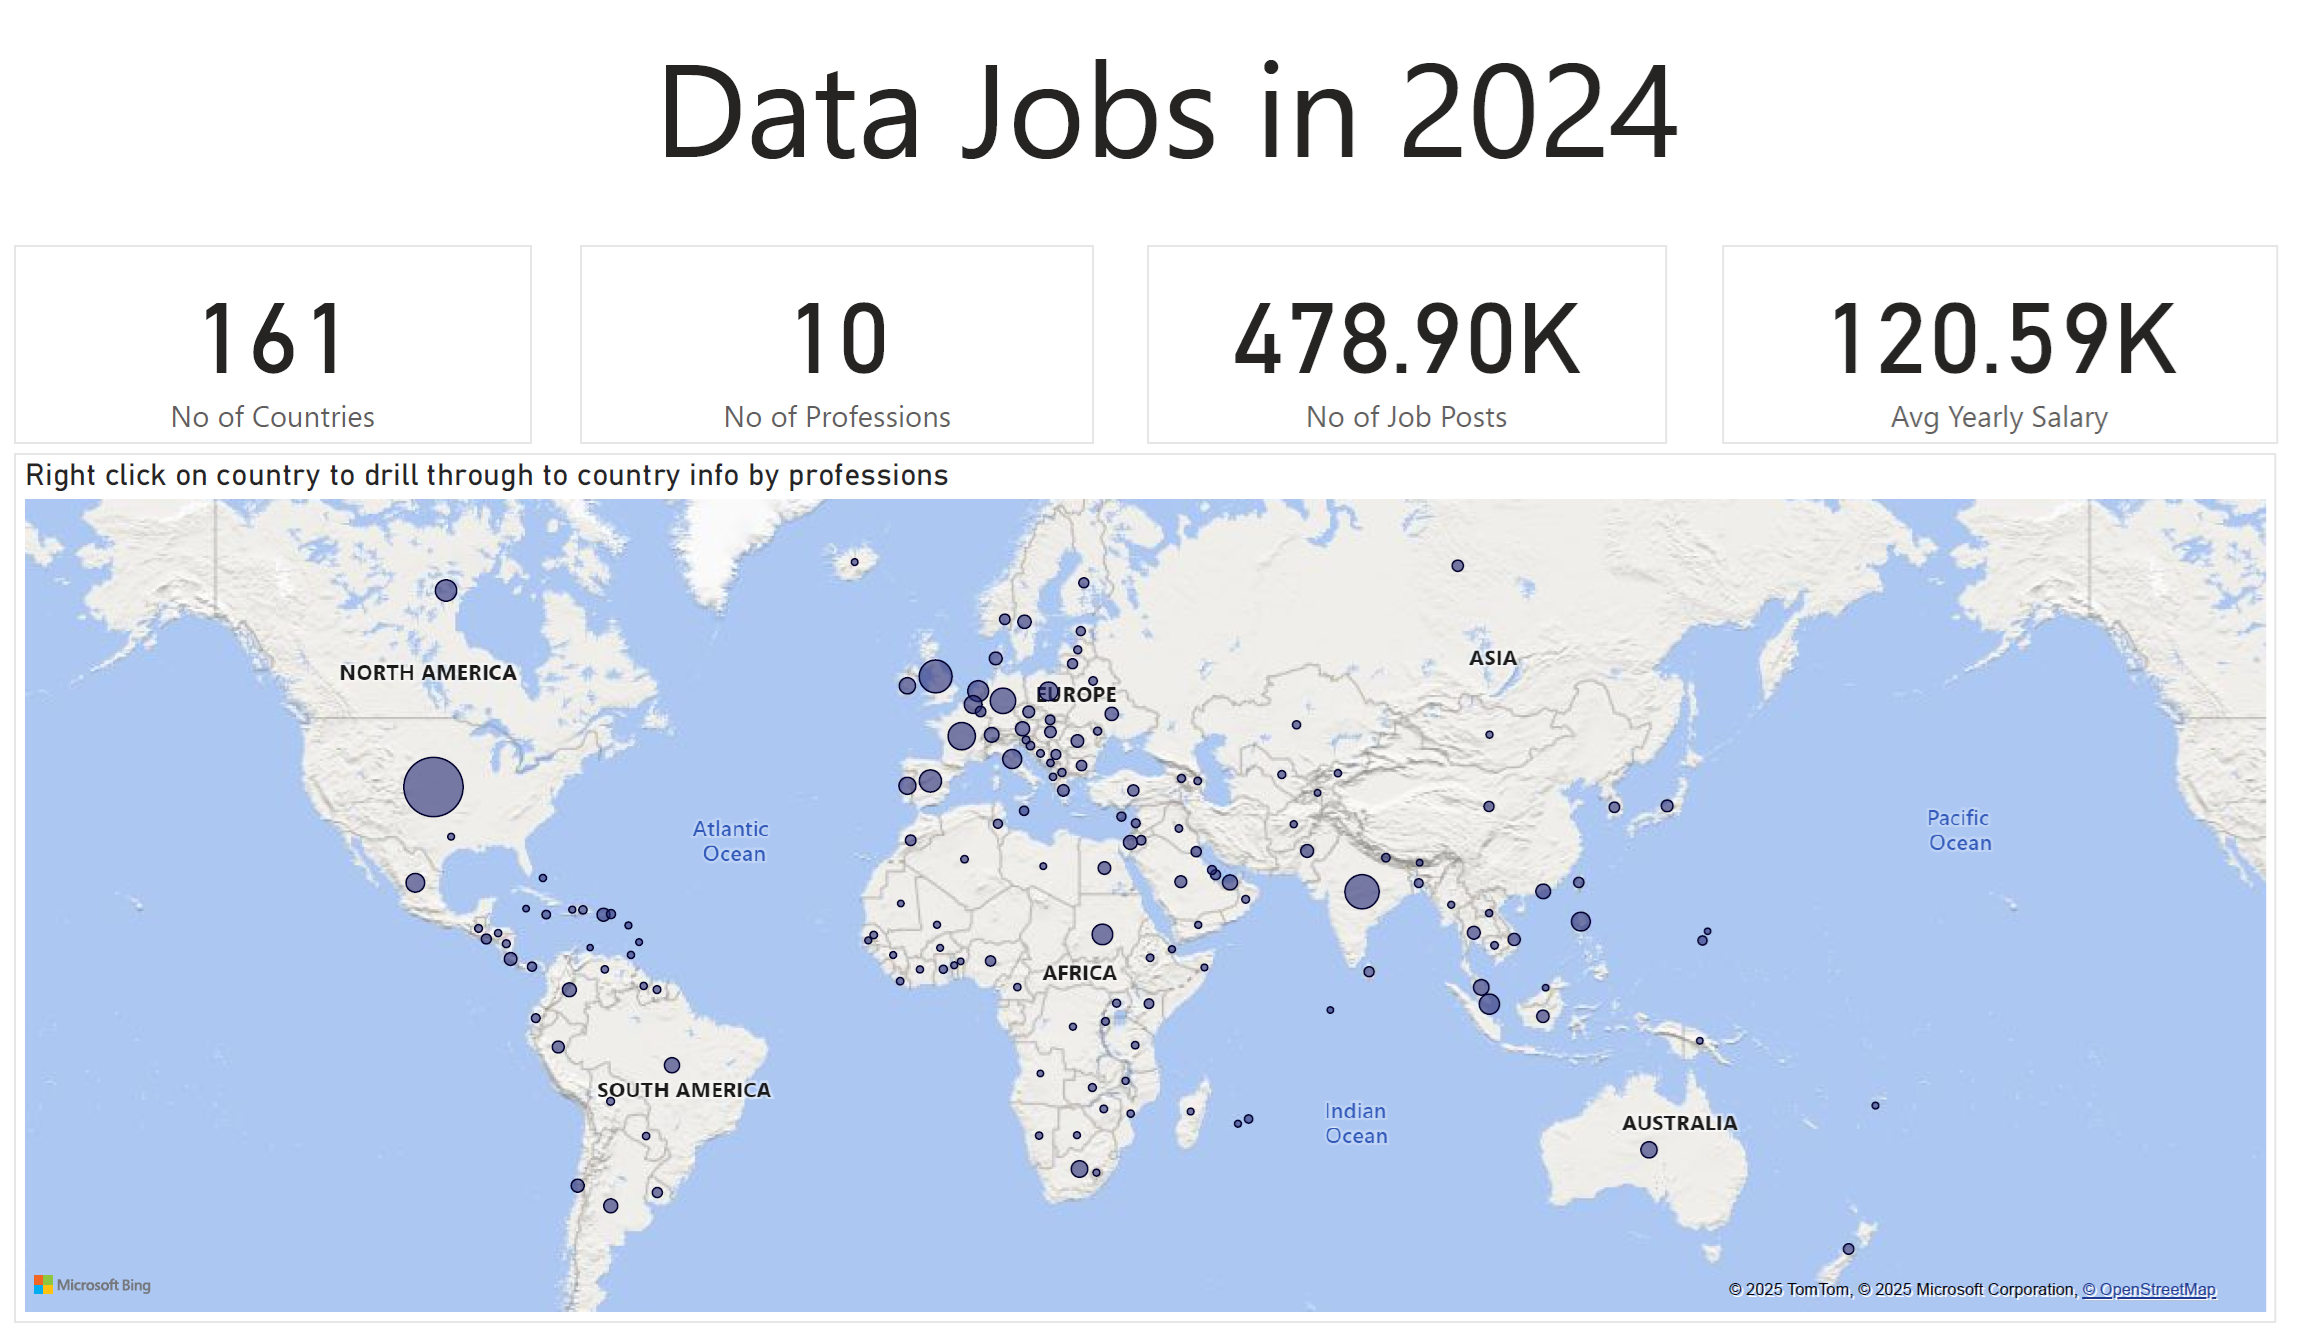 Data Jobs in 2024
161
No of Countries
10
No of Professions
478.90K
No of Job Posts
120.59K
Avg Yearly Salary
Right click on country to drill through to country info by professions
NORTH AMERICA
EUROPE
ASIA
Atlantic
Ocean
Pacific
Ocean
AFRICA
SOUTH AMERICA
Indian
Ocean
AUSTRALIA
Microsoft Bing
© 2025 TomTom, © 2025 Microsoft Corporation, © OpenStreetMap